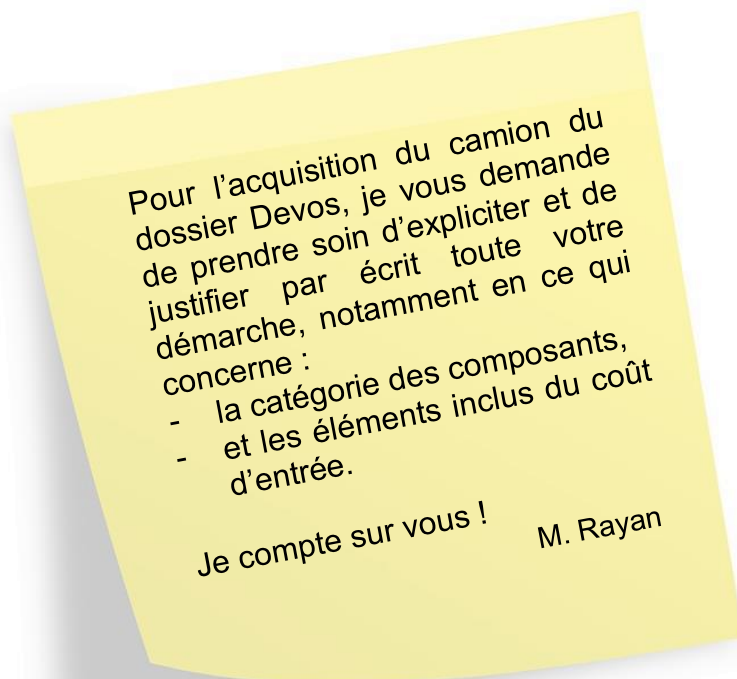 Pour l'acquisition du camion du
dossier Devos, je vous demande
de prendre soin d'expliciter et de
justifier par écrit toute votre
démarche, notamment en ce qui
concerne :
- la catégorie des composants,
- et les éléments inclus du coût
d'entrée.
Je compte sur vous !
M. Rayan